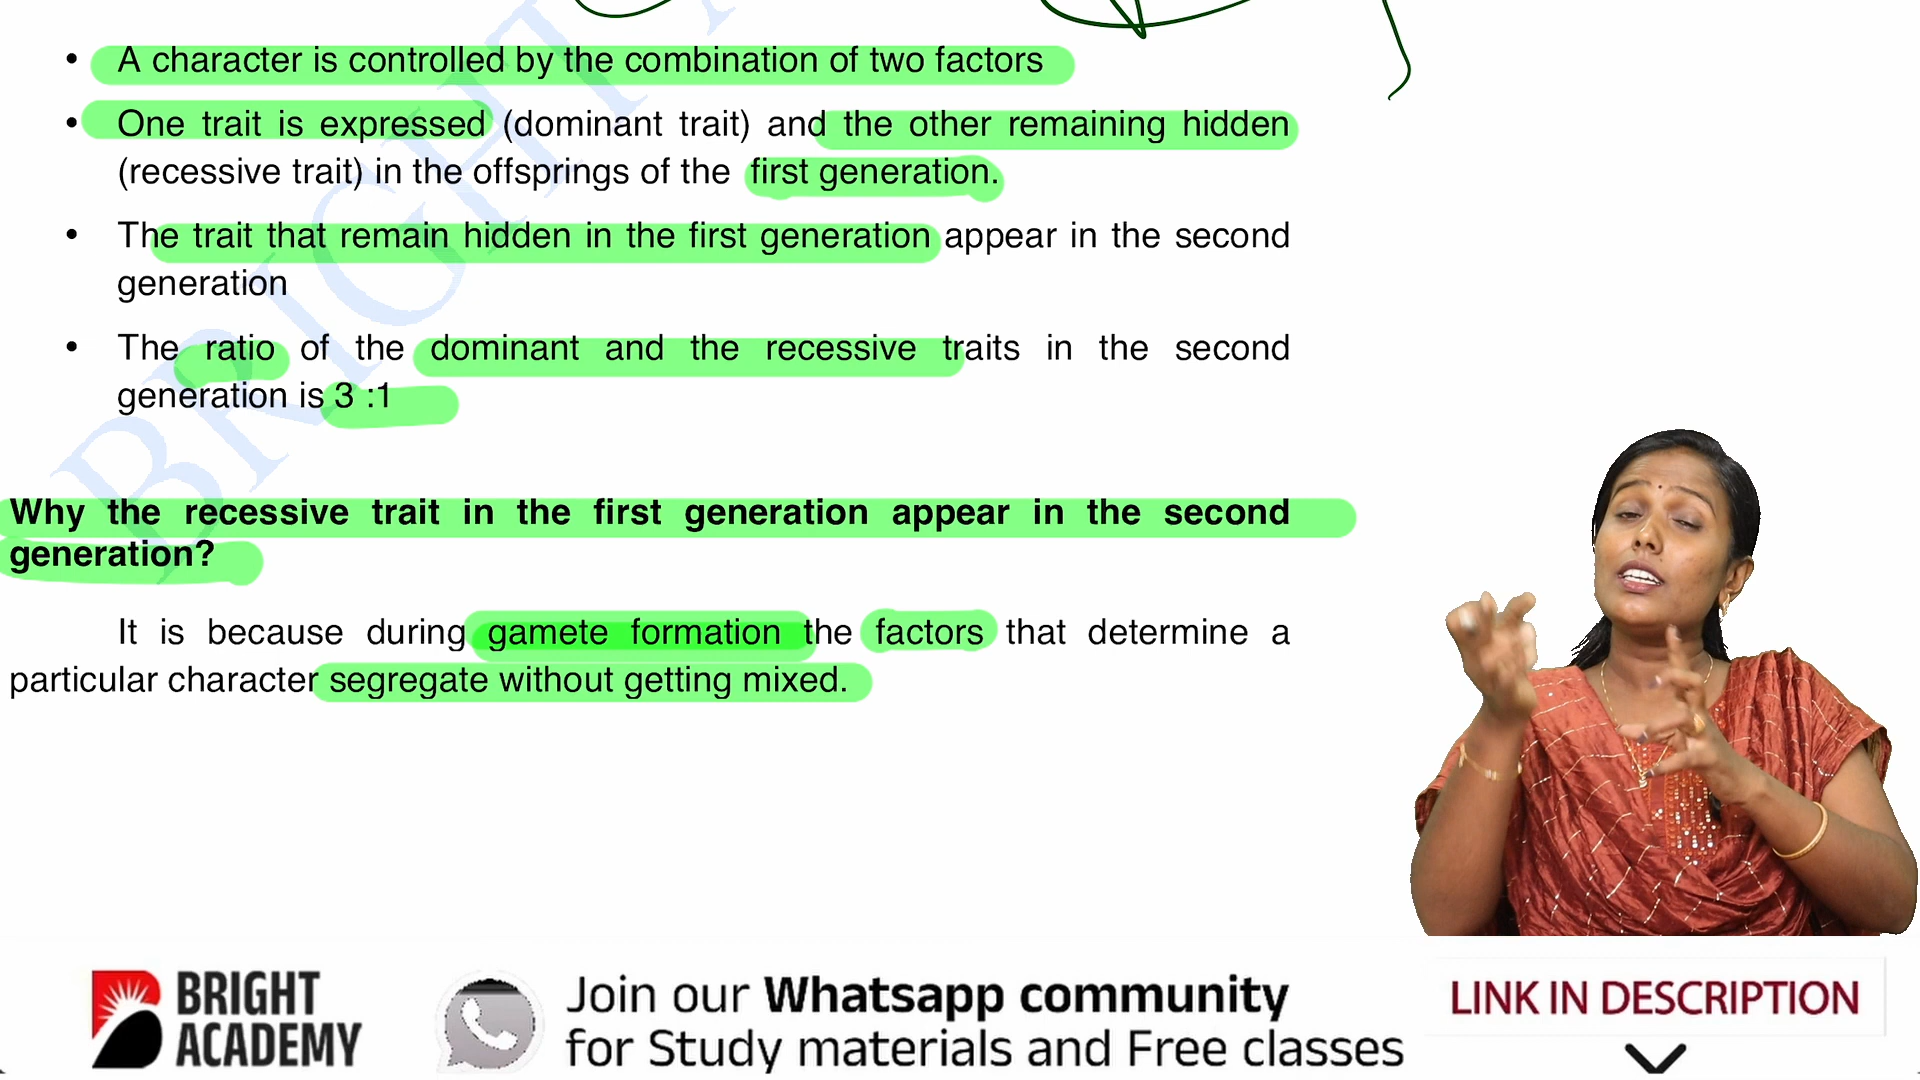 • A character is controlled by the combination of two factors
• One trait is expressed (dominant trait) and the other remaining hidden
(recessive trait) in the offsprings of the first generation.
• The trait that remain hidden in the first generation appear in the second
generation
• The ratio of the dominant and the recessive traits in the second
generation is 3 :1
Why the recessive trait in the first generation appear in the second
generation?
It is because during gamete formation the factors that determine a
particular character segregate without getting mixed.
BRIGHT
BRIGHT
ACADEMY
Join our Whatsapp community
for Study materials and Free classes
LINK IN DESCRIPTION